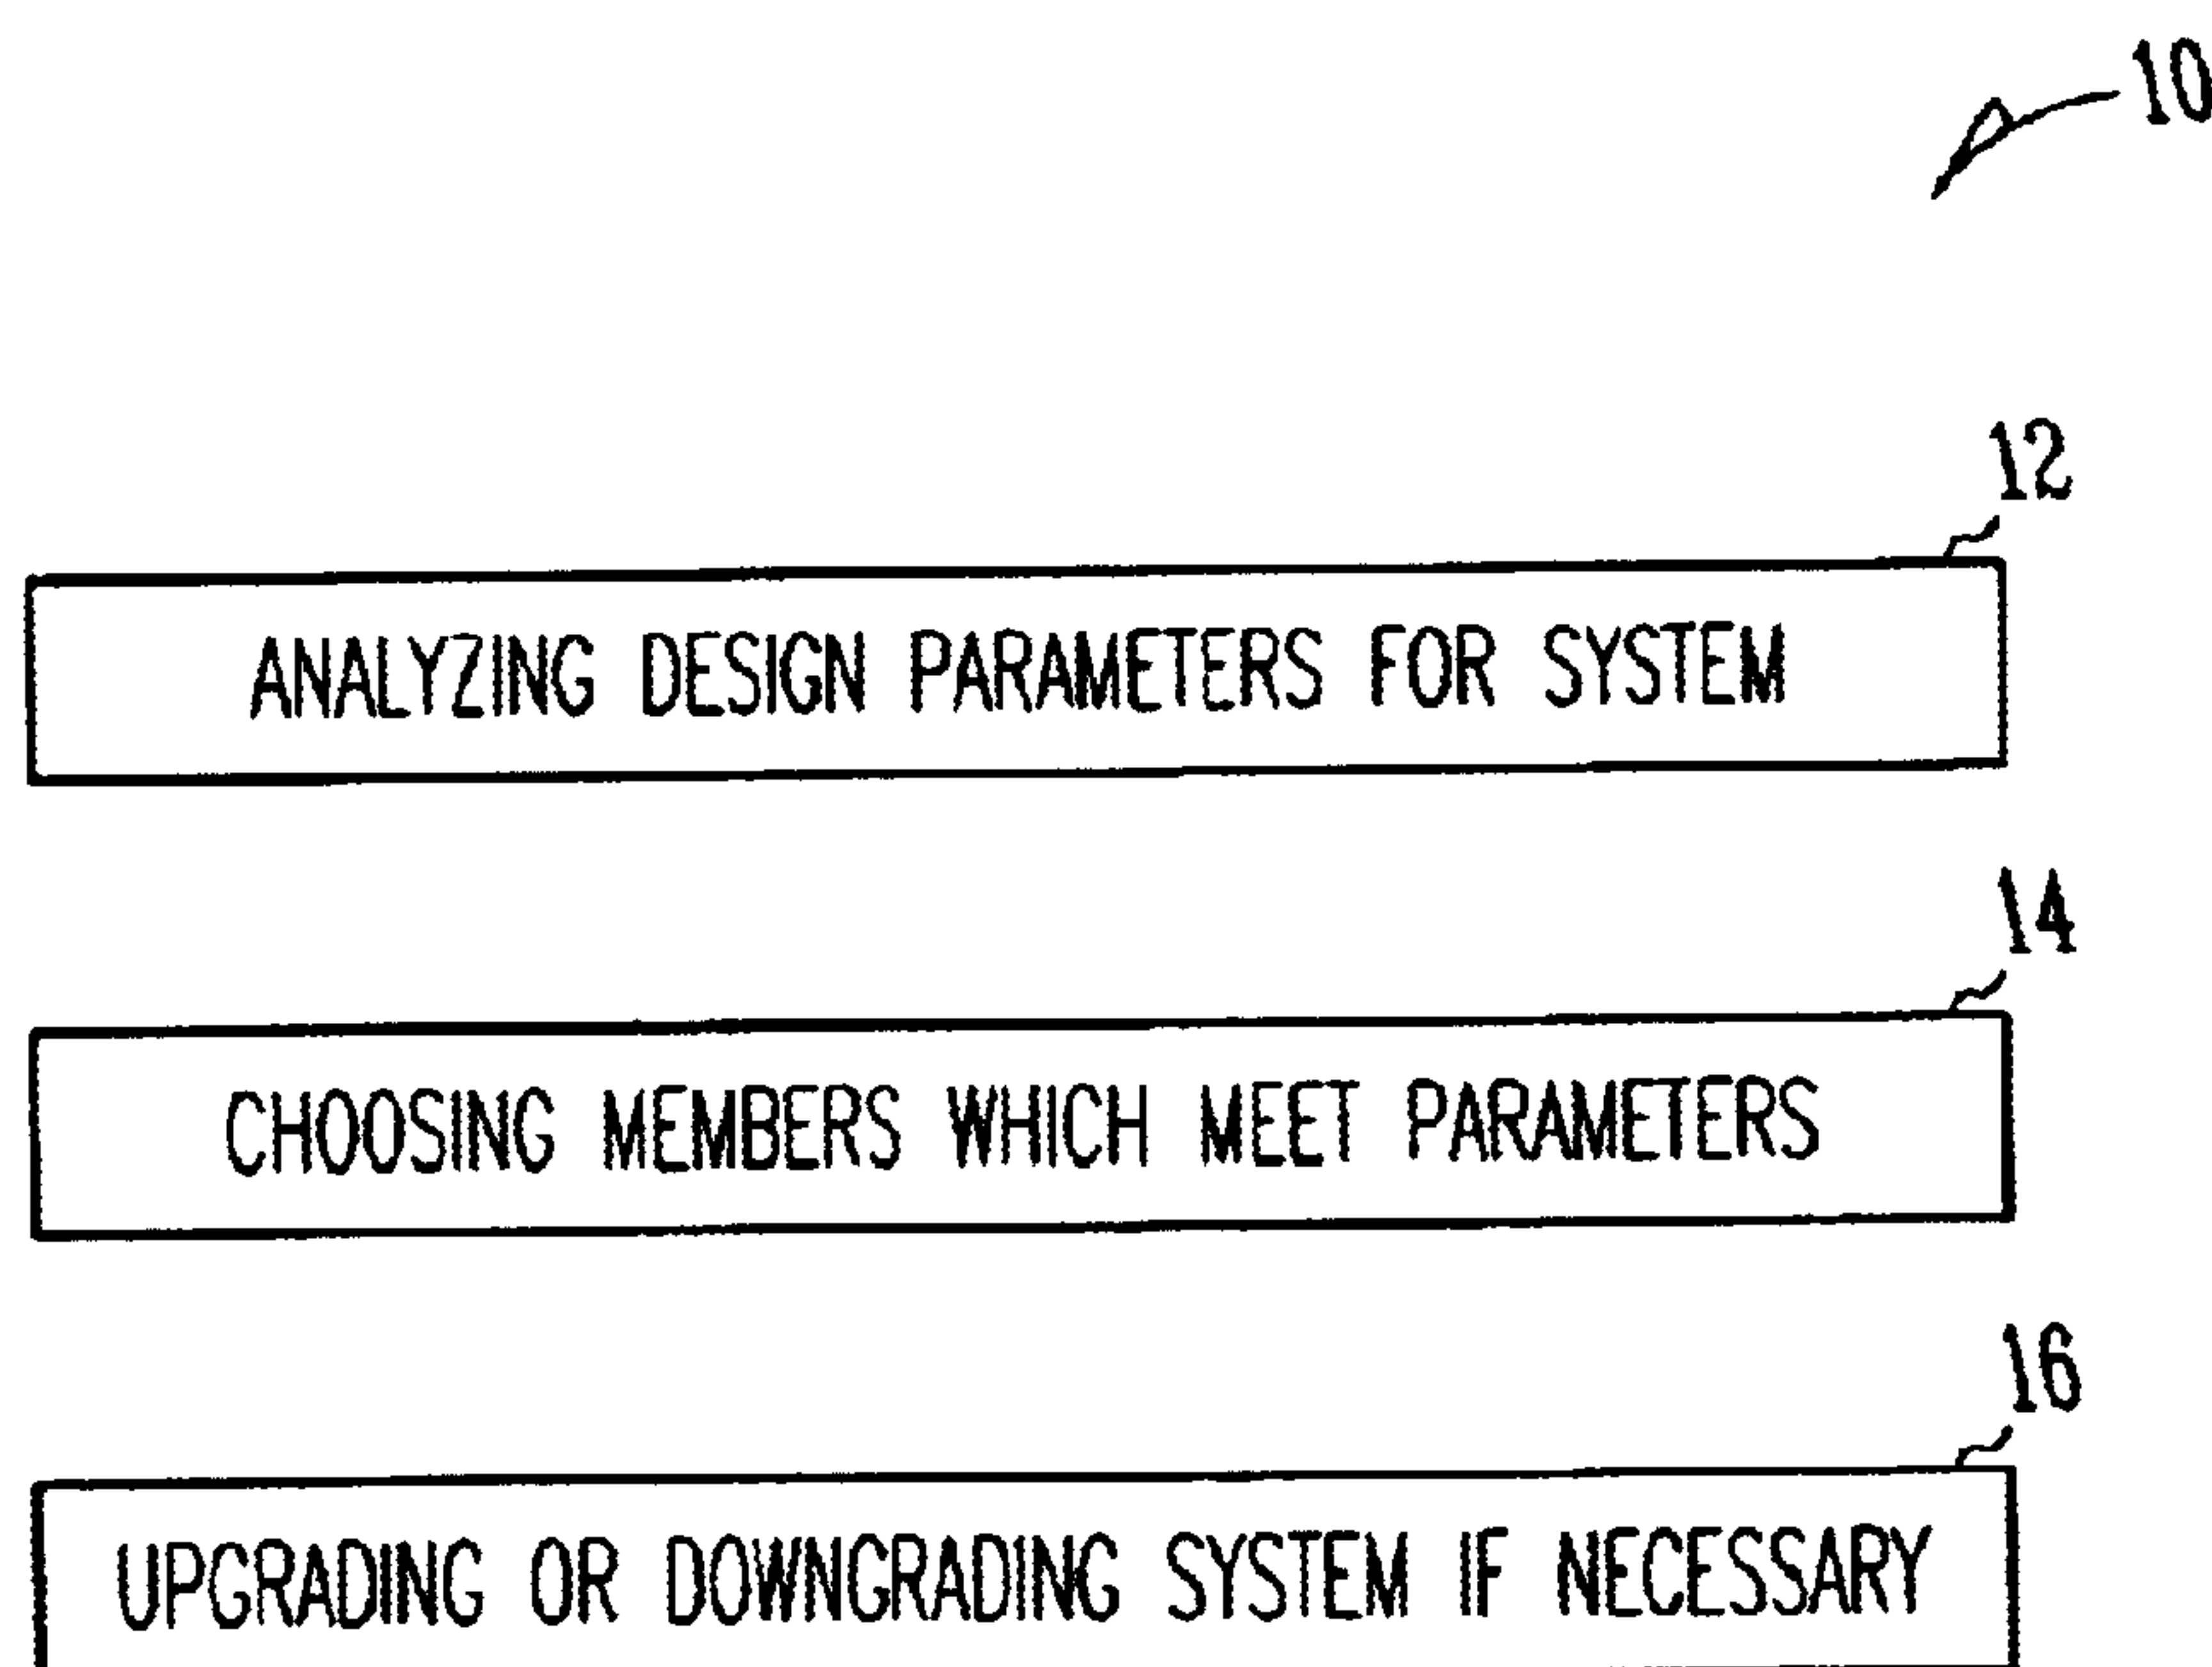 10
12
ANALYZING DESIGN PARAMETERS FOR SYSTEM
14
CHOOSING MEMBERS WHICH MEET PARAMETERS
16
UPGRADING OR DOWNGRADING SYSTEM IF NECESSARY